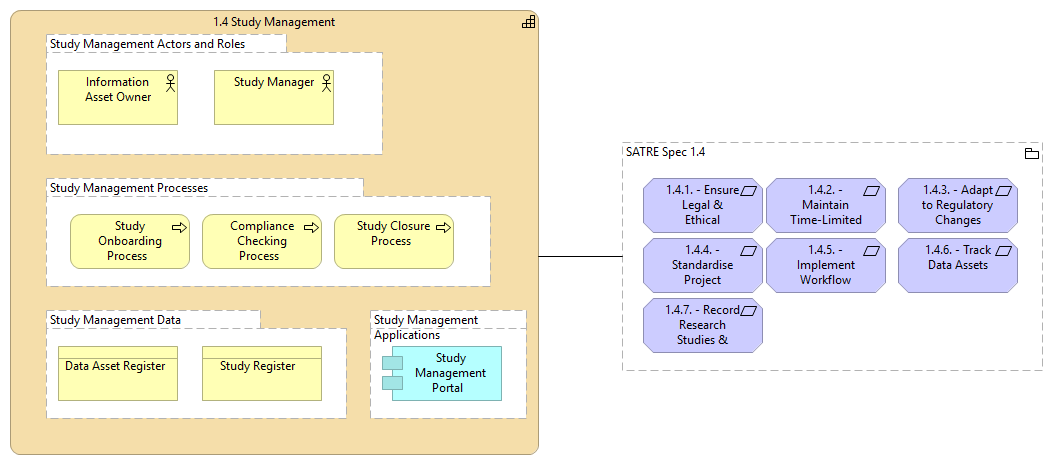 1.4 Study Management
Study Management Actors and Roles
Information
Asset Owner
Study Manager
Study Management Processes
Study
Onboarding
Process
Compliance
Checking
Process
Study Closure
Process
Study Management Data
Data Asset Register
Study Register
Study Management
Applications
Study
Management
Portal
SATRE Spec 1.4
1.4.1. - Ensure
Legal &
Ethical
1.4.2. -
Maintain
Time-Limited
1.4.3. - Adapt
to Regulatory
Changes
1.4.4. -
Standardise
Project
1.4.5. -
Implement
Workflow
1.4.6. - Track
Data Assets
1.4.7. - Record
Research
Studies &